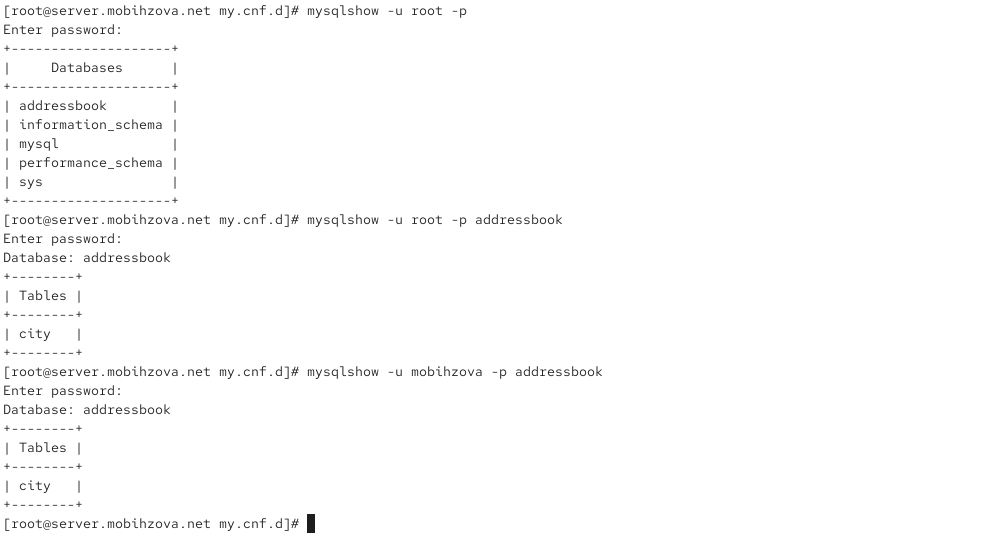 [root@server.mobihzova.net my.cnf.d]# mysqlshow -u root -p
Enter password:
+--------------------+
|     Databases      |
+--------------------+
| addressbook        |
| information_schema |
| mysql              |
| performance_schema |
| sys                |
+--------------------+
[root@server.mobihzova.net my.cnf.d]# mysqlshow -u root -p addressbook
Enter password:
Database: addressbook
+--------+
| Tables |
+--------+
| city   |
+--------+
[root@server.mobihzova.net my.cnf.d]# mysqlshow -u mobihzova -p addressbook
Enter password:
Database: addressbook
+--------+
| Tables |
+--------+
| city   |
+--------+
[root@server.mobihzova.net my.cnf.d]#